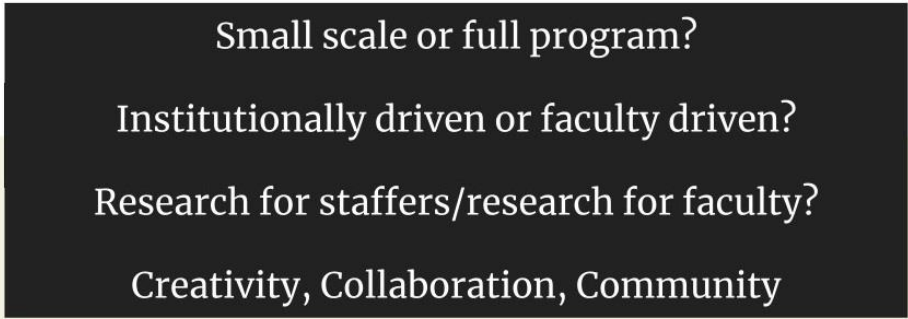 Small scale or full program?
Institutionally driven or faculty driven?
Research for staffers/research for faculty?
Creativity, Collaboration, Community